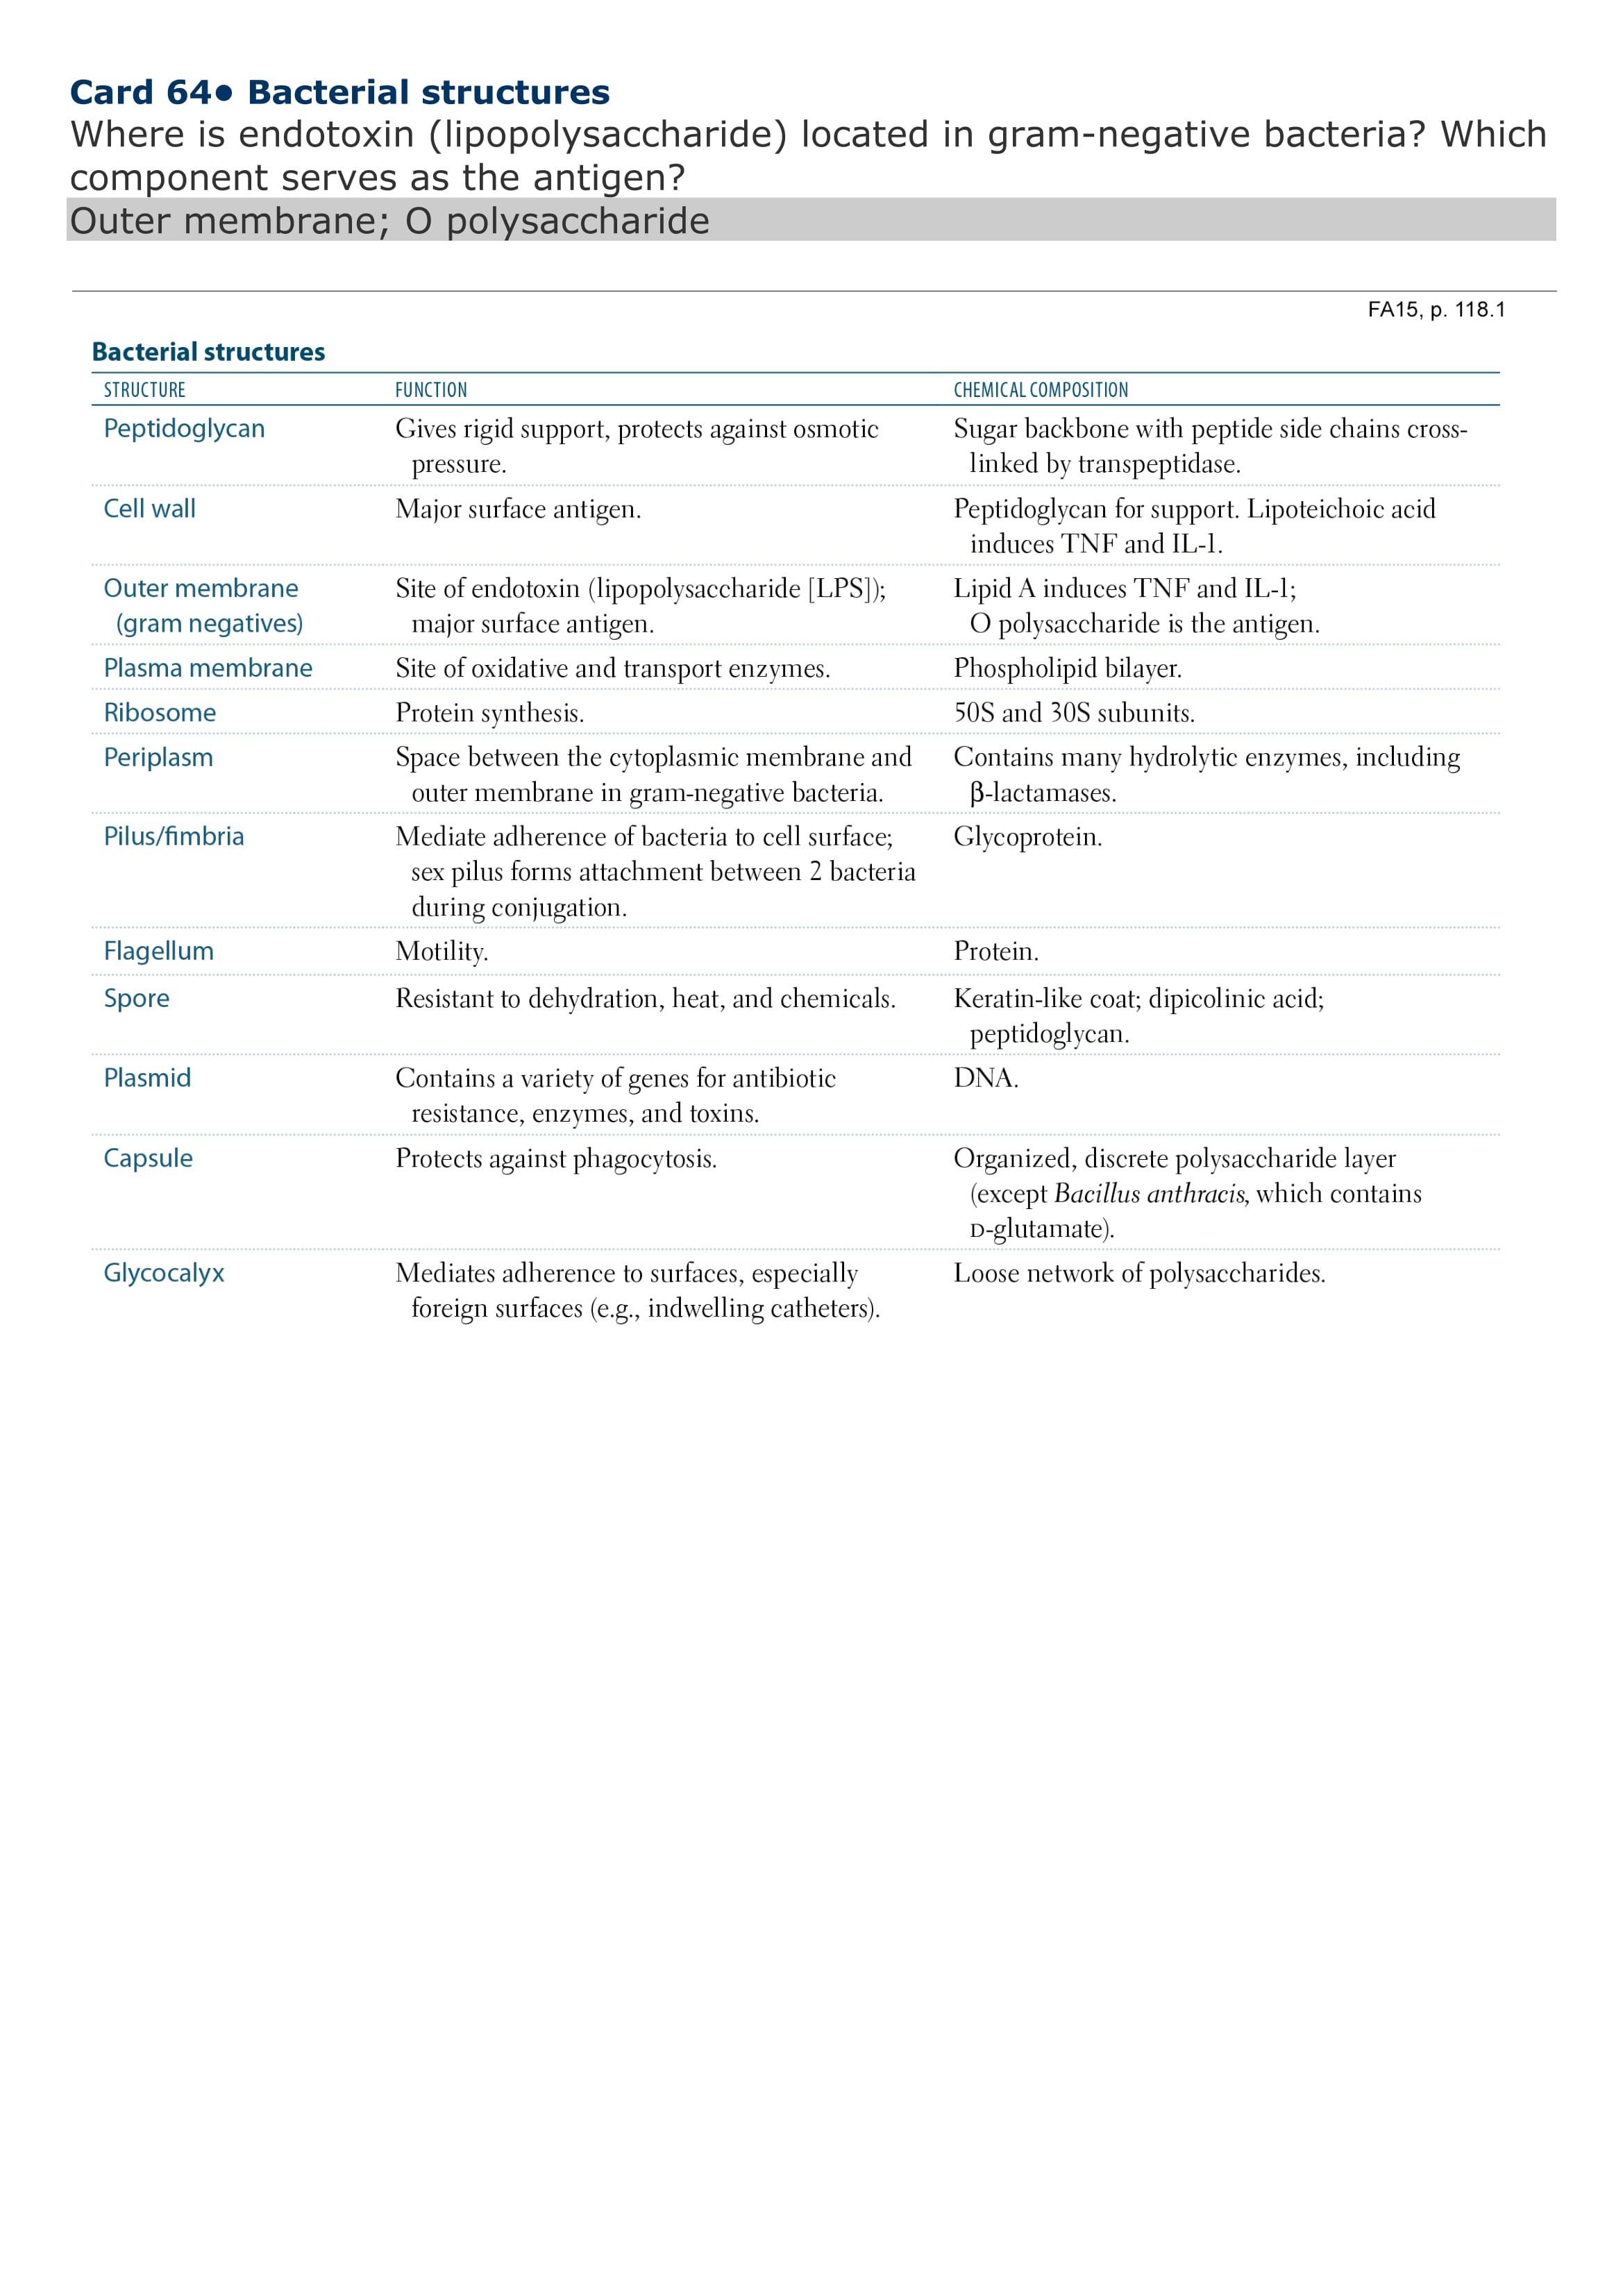 Card 64● Bacterial structures
Where is endotoxin (lipopolysaccharide) located in gram-negative bacteria? Which
component serves as the antigen?
Outer membrane; O polysaccharide
FA15, p. 118.1
Bacterial structures
STRUCTURE FUNCTION CHEMICAL COMPOSITION
Peptidoglycan Gives rigid support, protects against osmotic Sugar backbone with peptide side chains cross-
pressure. linked by transpeptidase.
Cell wall Major surface antigen. Peptidoglycan for support. Lipoteichoic acid
induces TNF and IL-1.
Outer membrane Site of endotoxin (lipopolysaccharide [LPS]); Lipid A induces TNF and IL-1;
(gram negatives) major surface antigen. O polysaccharide is the antigen.
Plasma membrane Site of oxidative and transport enzymes. Phospholipid bilayer.
Ribosome Protein synthesis. 50S and 30S subunits.
Periplasm Space between the cytoplasmic membrane and Contains many hydrolytic enzymes, including
outer membrane in gram-negative bacteria. β-lactamases.
Pilus/fimbria Mediate adherence of bacteria to cell surface; Glycoprotein.
sex pilus forms attachment between 2 bacteria
during conjugation.
Flagellum Motility. Protein.
Spore Resistant to dehydration, heat, and chemicals. Keratin-like coat; dipicolinic acid;
peptidoglycan.
Plasmid Contains a variety of genes for antibiotic DNA.
resistance, enzymes, and toxins.
Capsule Protects against phagocytosis. Organized, discrete polysaccharide layer
(except Bacillus anthracis, which contains
D-glutamate).
Glycocalyx Mediates adherence to surfaces, especially Loose network of polysaccharides.
foreign surfaces (e.g., indwelling catheters).